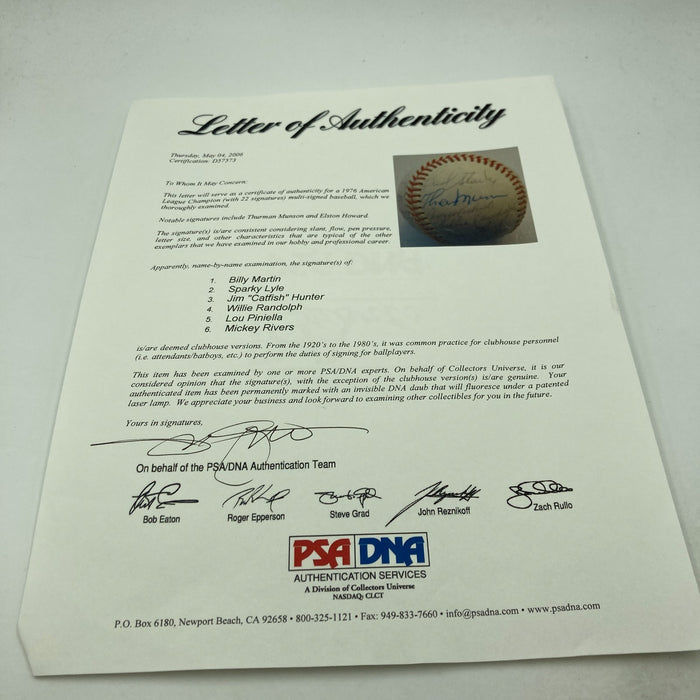 Letter of Authenticity
Thursday, May 04, 2006
Certification: D57573
To Whom It May Concern:
This letter will serve as a certificate of authenticity for a 1976 American
League Champion (with 22 signatures) multi-signed baseball, which we
thoroughly examined.
Notable signatures include Thurman Munson and Elston Howard.
The signature(s) is/are consistent considering slant, flow, pen pressure,
letter size, and other characteristics that are typical of the other
exemplars that we have examined in our hobby and professional career.
Apparently, name-by-name examination, the signature(s) of:
1. Billy Martin
2. Sparky Lyle
3. Jim "Catfish" Hunter
4. Willie Randolph
5. Lou Piniella
6. Mickey Rivers
is/are deemed clubhouse versions. From the 1920's to the 1980's, it was common practice for clubhouse personnel
(i.e. attendants/batboys, etc.) to perform the duties of signing for ballplayers.
This item has been examined by one or more PSA/DNA experts. On behalf of Collectors Universe, it is our
considered opinion that the signature(s), with the exception of the clubhouse version(s) is/are genuine. Your
authenticated item has been permanently marked with an invisible DNA daub that will fluoresce under a patented
laser lamp. We appreciate your business and look forward to examining other collectibles for you in the future.
Yours in signatures,
On behalf of the PSA/DNA Authentication Team
Bob Eaton Roger Epperson Steve Grad John Reznikoff Zach Rullo
PSA DNA
AUTHENTICATION SERVICES
A Division of Collectors Universe
NASDAQ: CLCT
P.O. Box 6180, Newport Beach, CA 92658 • 800-325-1121 • Fax: 949-833-7660 • info@psadna.com • www.psadna.com